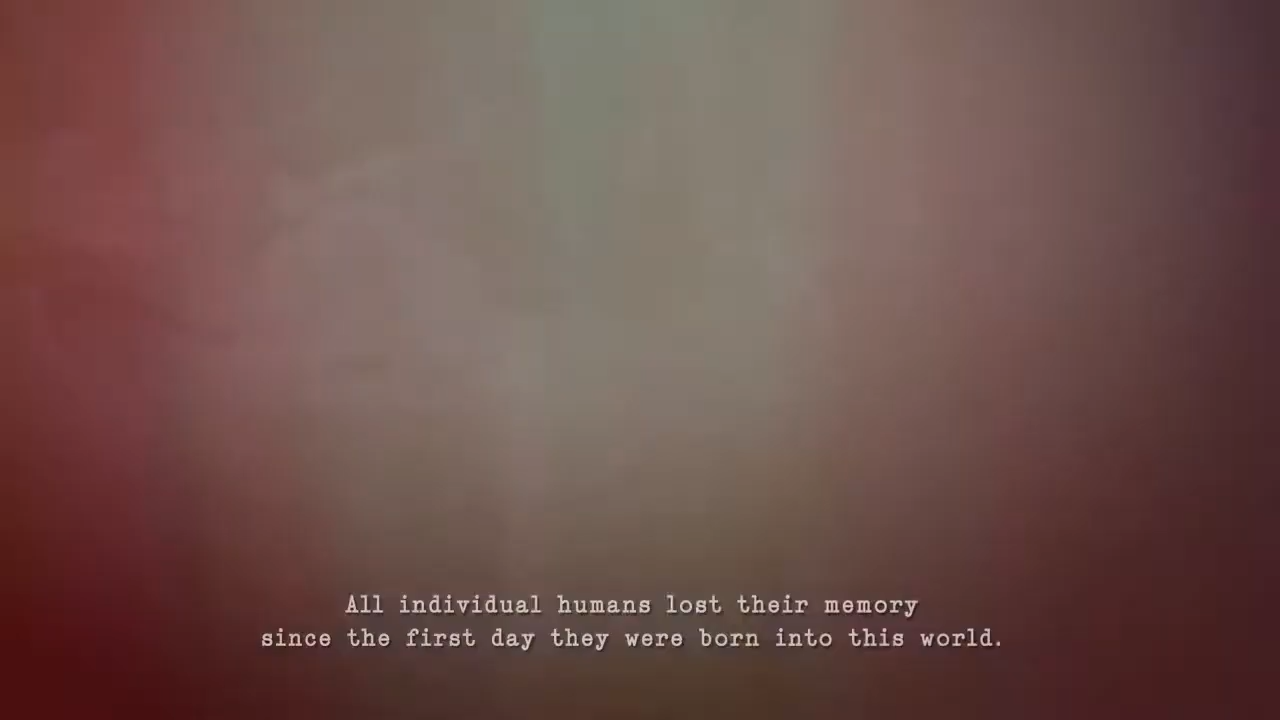 All individual humans lost their memory
since the first day they were born into this world.